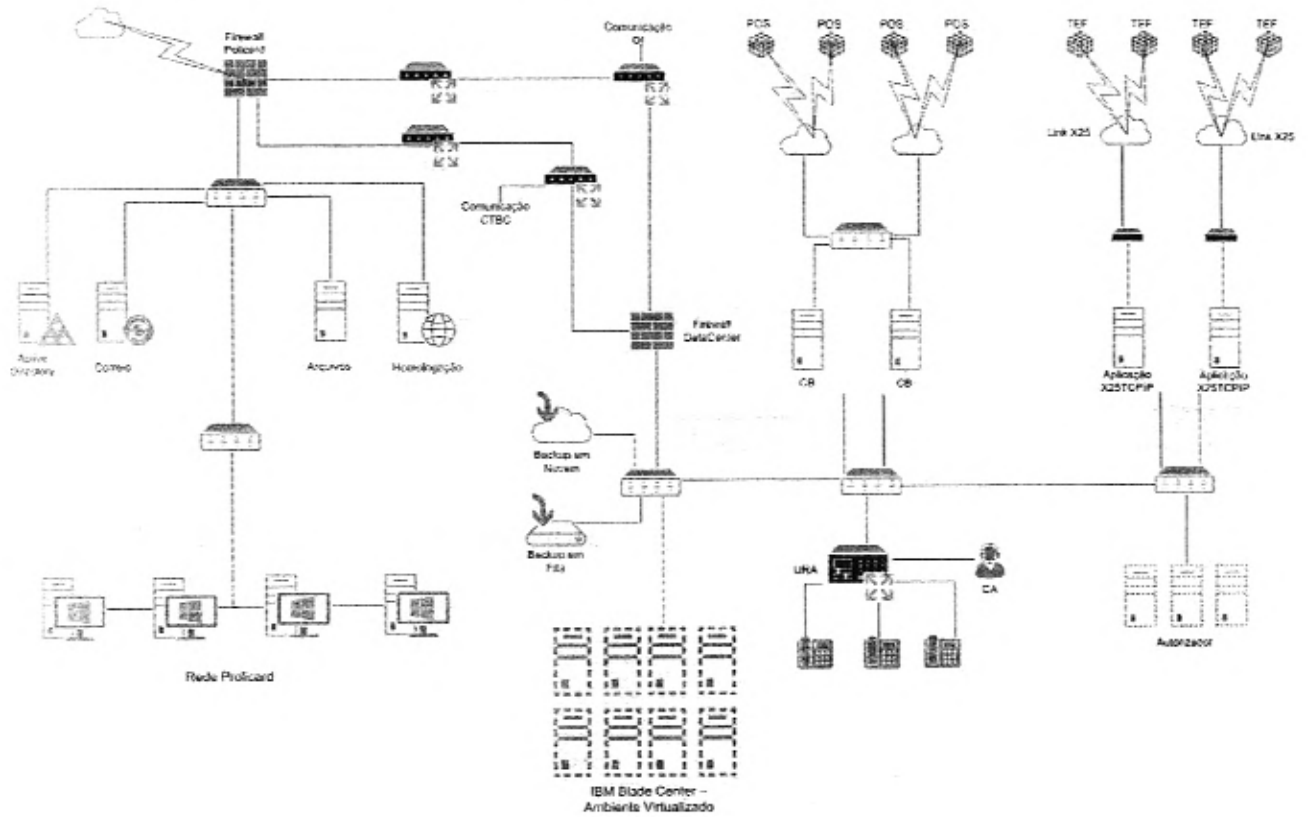 Firewall
Policard
Comunicação
OI
POS
POS
POS
POS
TEF
TEF
TEF
TEF
Link X25
Link X25
Comunicação
CTBC
Firewall
DataCenter
Active
Directory
Correio
Arquivos
Homologação
CB
CB
Aplicação
X25TCPIP
Aplicação
X25TCPIP
Backup em
Nuvem
Backup em
Fita
URA
CA
Autorizador
Rede Prolicard
IBM Blade Center –
Ambiente Virtualizado